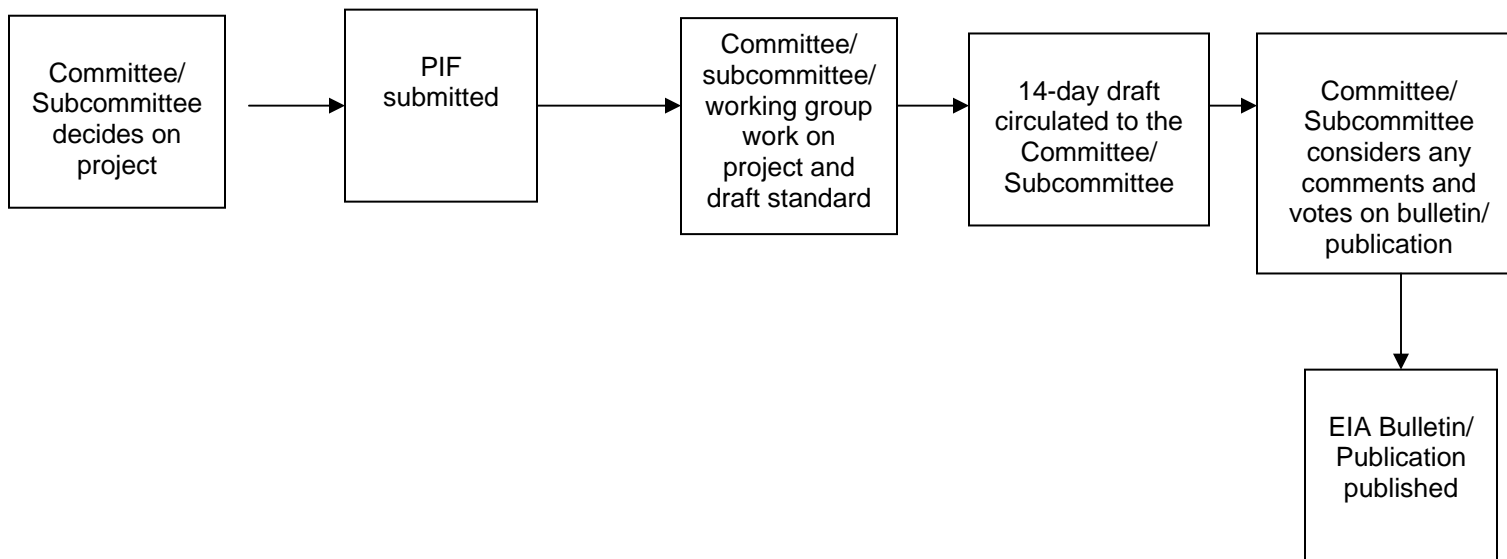 Committee/
Subcommittee
decides on
project
PIF
submitted
Committee/
subcommittee/
working group
work on
project and
draft standard
14-day draft
circulated to the
Committee/
Subcommittee
Committee/
Subcommittee
considers any
comments and
votes on bulletin/
publication
EIA Bulletin/
Publication
published